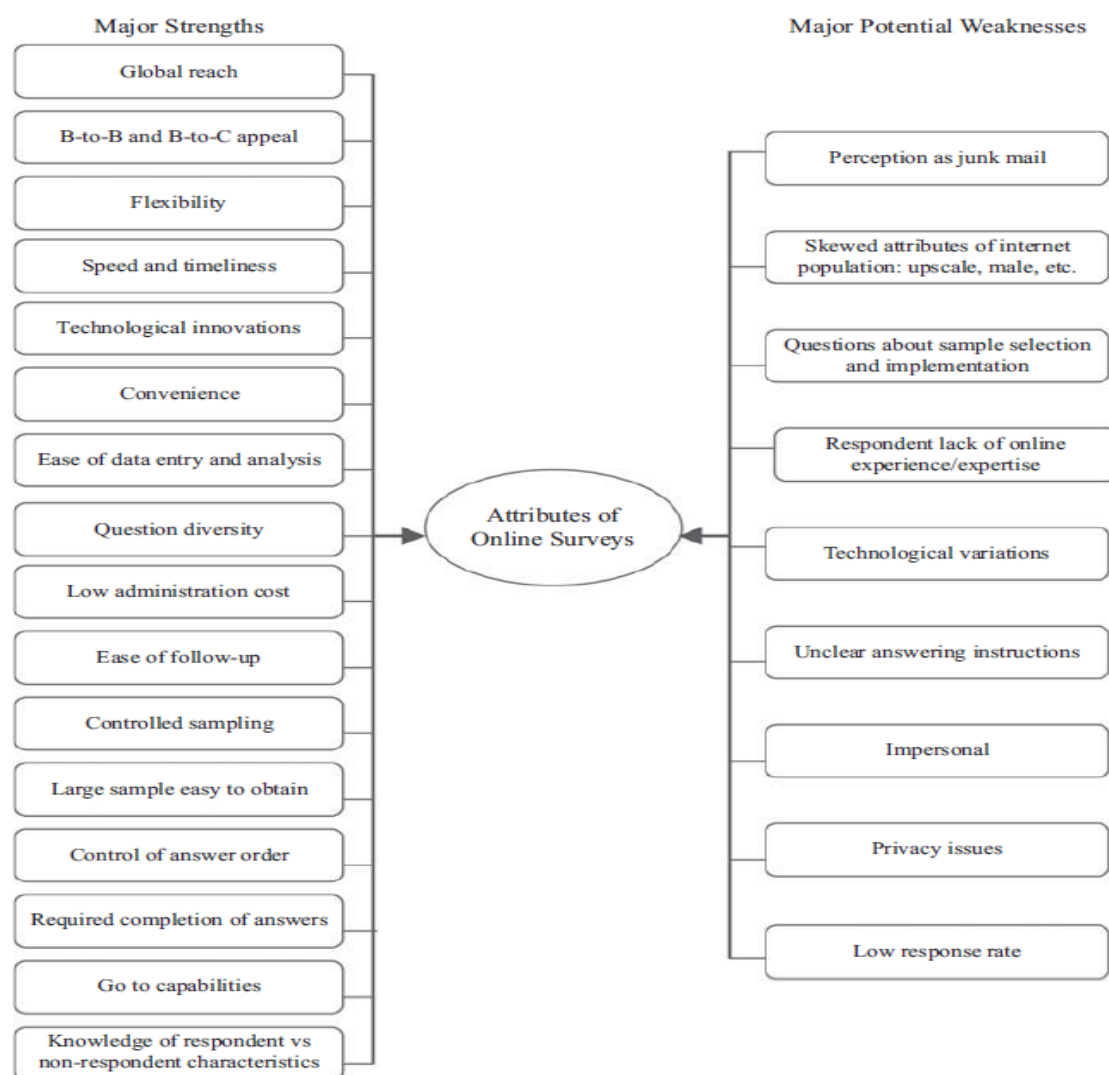 Major Strengths
Global reach
B-to-B and B-to-C appeal
Flexibility
Speed and timeliness
Technological innovations
Convenience
Ease of data entry and analysis
Question diversity
Low administration cost
Ease of follow-up
Controlled sampling
Large sample easy to obtain
Control of answer order
Required completion of answers
Go to capabilities
Knowledge of respondent vs
non-respondent characteristics
Attributes of
Online Surveys
Major Potential Weaknesses
Perception as junk mail
Skewed attributes of internet
population: upscale, male, etc.
Questions about sample selection
and implementation
Respondent lack of online
experience/expertise
Technological variations
Unclear answering instructions
Impersonal
Privacy issues
Low response rate